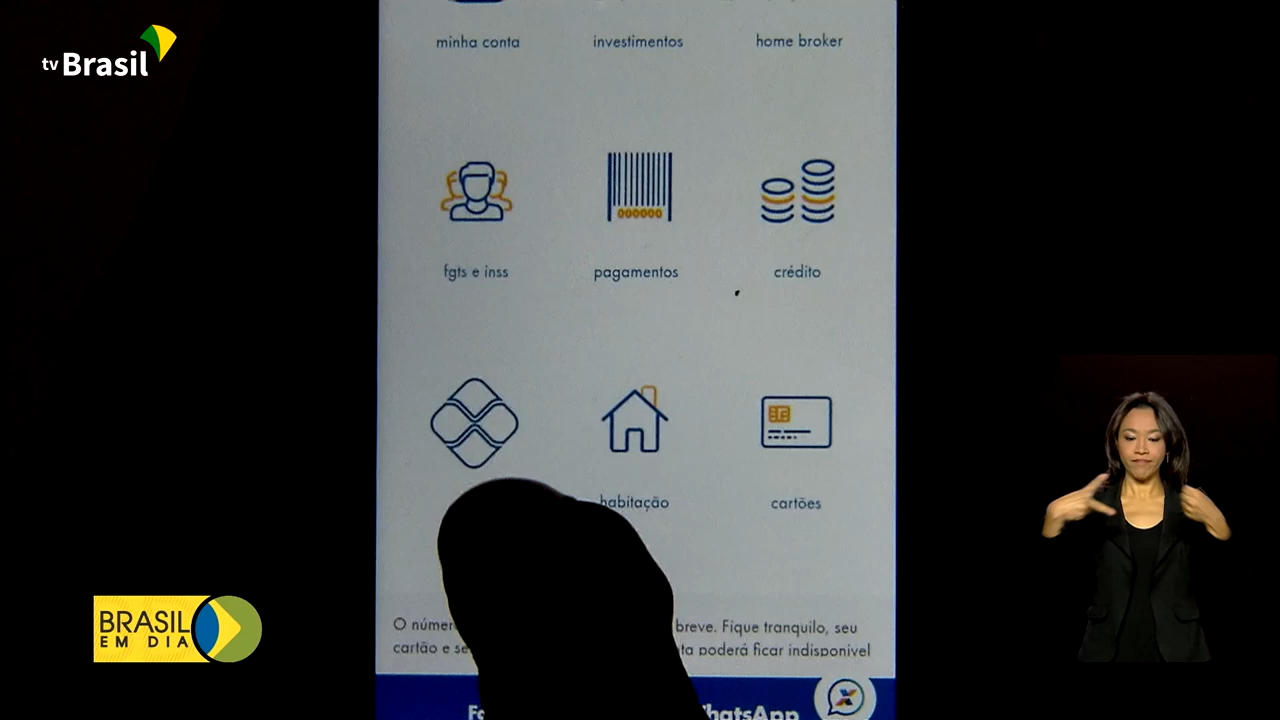 tv Brasil
minha conta
investimentos
home broker
000000
fgts e inss
pagamentos
crédito
habitação
cartões
O númer
breve. Fique tranquilo, seu
cartão e se
ta poderá ficar indisponível
hatsApp
BRASIL
EM DIA